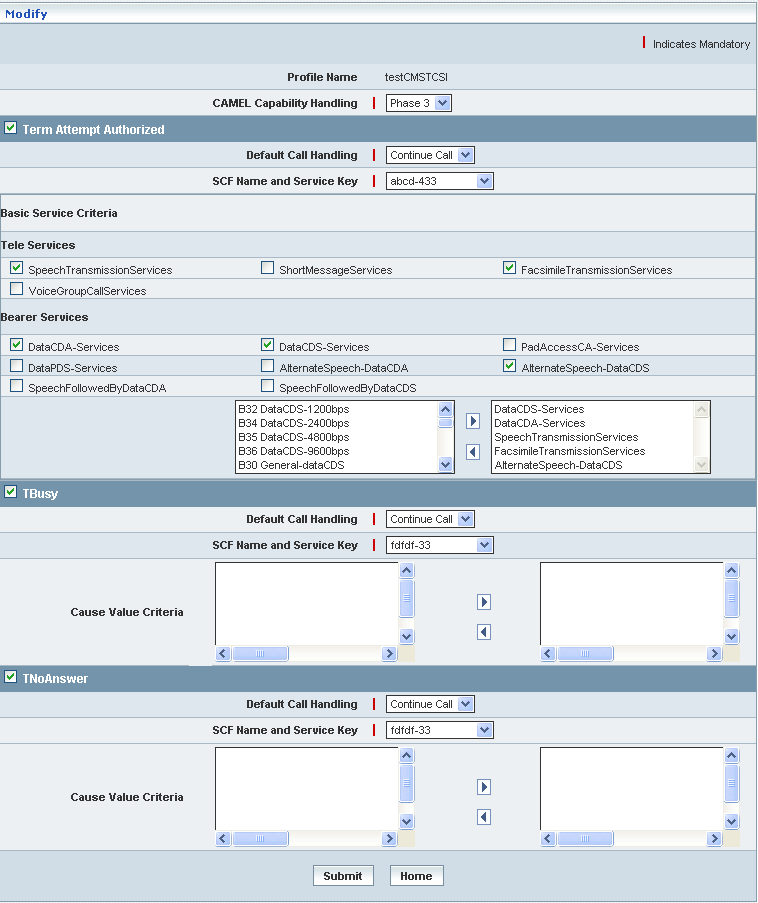 Modify
Indicates Mandatory
Profile Name testCMSTCSI
CAMEL Capability Handling Phase 3
Term Attempt Authorized
Default Call Handling Continue Call
SCF Name and Service Key abcd-433
Basic Service Criteria
Tele Services
SpeechTransmissionServices ShortMessageServices FacsimileTransmissionServices
VoiceGroupCallServices
Bearer Services
DataCDA-Services DataCDS-Services PadAccessCA-Services
DataPDS-Services AlternateSpeech-DataCDA AlternateSpeech-DataCDS
SpeechFollowedByDataCDA SpeechFollowedByDataCDS
B32 DataCDS-1200bps DataCDS-Services
B34 DataCDS-2400bps DataCDA-Services
B35 DataCDS-4800bps SpeechTransmissionServices
B36 DataCDS-9600bps FacsimileTransmissionServices
B30 General-dataCDS AlternateSpeech-DataCDS
TBusy
Default Call Handling Continue Call
SCF Name and Service Key fdfdf-33
Cause Value Criteria
TNoAnswer
Default Call Handling Continue Call
SCF Name and Service Key fdfdf-33
Cause Value Criteria
Submit Home